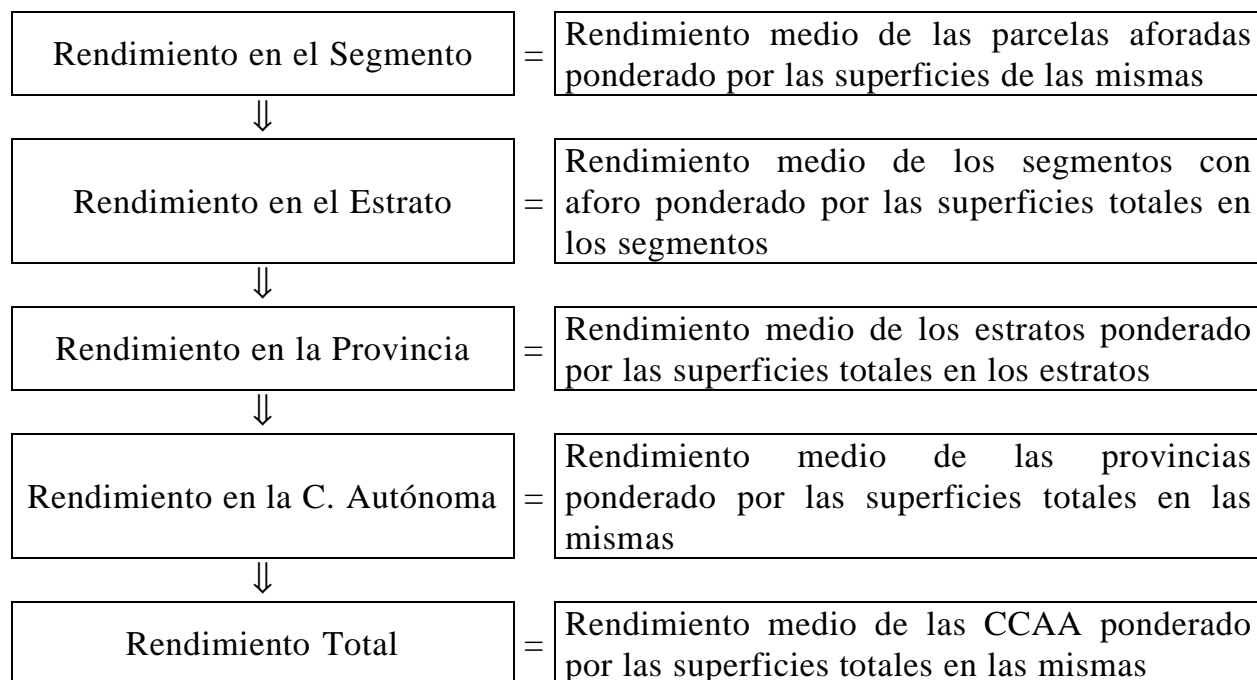 Rendimiento en el Segmento
=
Rendimiento medio de las parcelas aforadas
ponderado por las superficies de las mismas
⇓
Rendimiento en el Estrato
=
Rendimiento medio de los segmentos con
aforo ponderado por las superficies totales en
los segmentos
⇓
Rendimiento en la Provincia
=
Rendimiento medio de los estratos ponderado
por las superficies totales en los estratos
⇓
Rendimiento en la C. Autónoma
=
Rendimiento medio de las provincias
ponderado por las superficies totales en las
mismas
⇓
Rendimiento Total
=
Rendimiento medio de las CCAA ponderado
por las superficies totales en las mismas